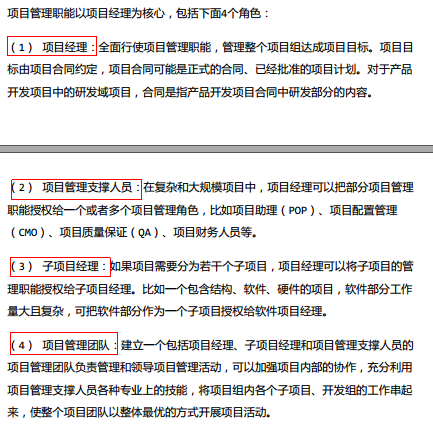 项目管理职能以项目经理为核心，包括下面4个角色：
（1） 项目经理：全面行使项目管理职能，管理整个项目组达成项目目标。项目目
标由项目合同约定，项目合同可能是正式的合同、已经批准的项目计划。对于产品
开发项目中的研发域项目，合同是指产品开发项目合同中研发部分的内容。
（2） 项目管理支撑人员：在复杂和大规模项目中，项目经理可以把部分项目管理
职能授权给一个或者多个项目管理角色，比如项目助理（POP）、项目配置管理
（CMO）、项目质量保证（QA）、项目财务人员等。
（3） 子项目经理：如果项目需要分为若干个子项目，项目经理可以将子项目的管
理职能授权给子项目经理。比如一个包含结构、软件、硬件的项目，软件部分工作
量大且复杂，可把软件部分作为一个子项目授权给软件项目经理。
（4） 项目管理团队：建立一个包括项目经理、子项目经理和项目管理支撑人员的
项目管理团队负责管理和领导项目管理活动，可以加强项目内部的协作，充分利用
项目管理支撑人员各种专业上的技能，将项目组内各个子项目、开发组的工作串起
来，使整个项目团队以整体最优的方式开展项目活动。